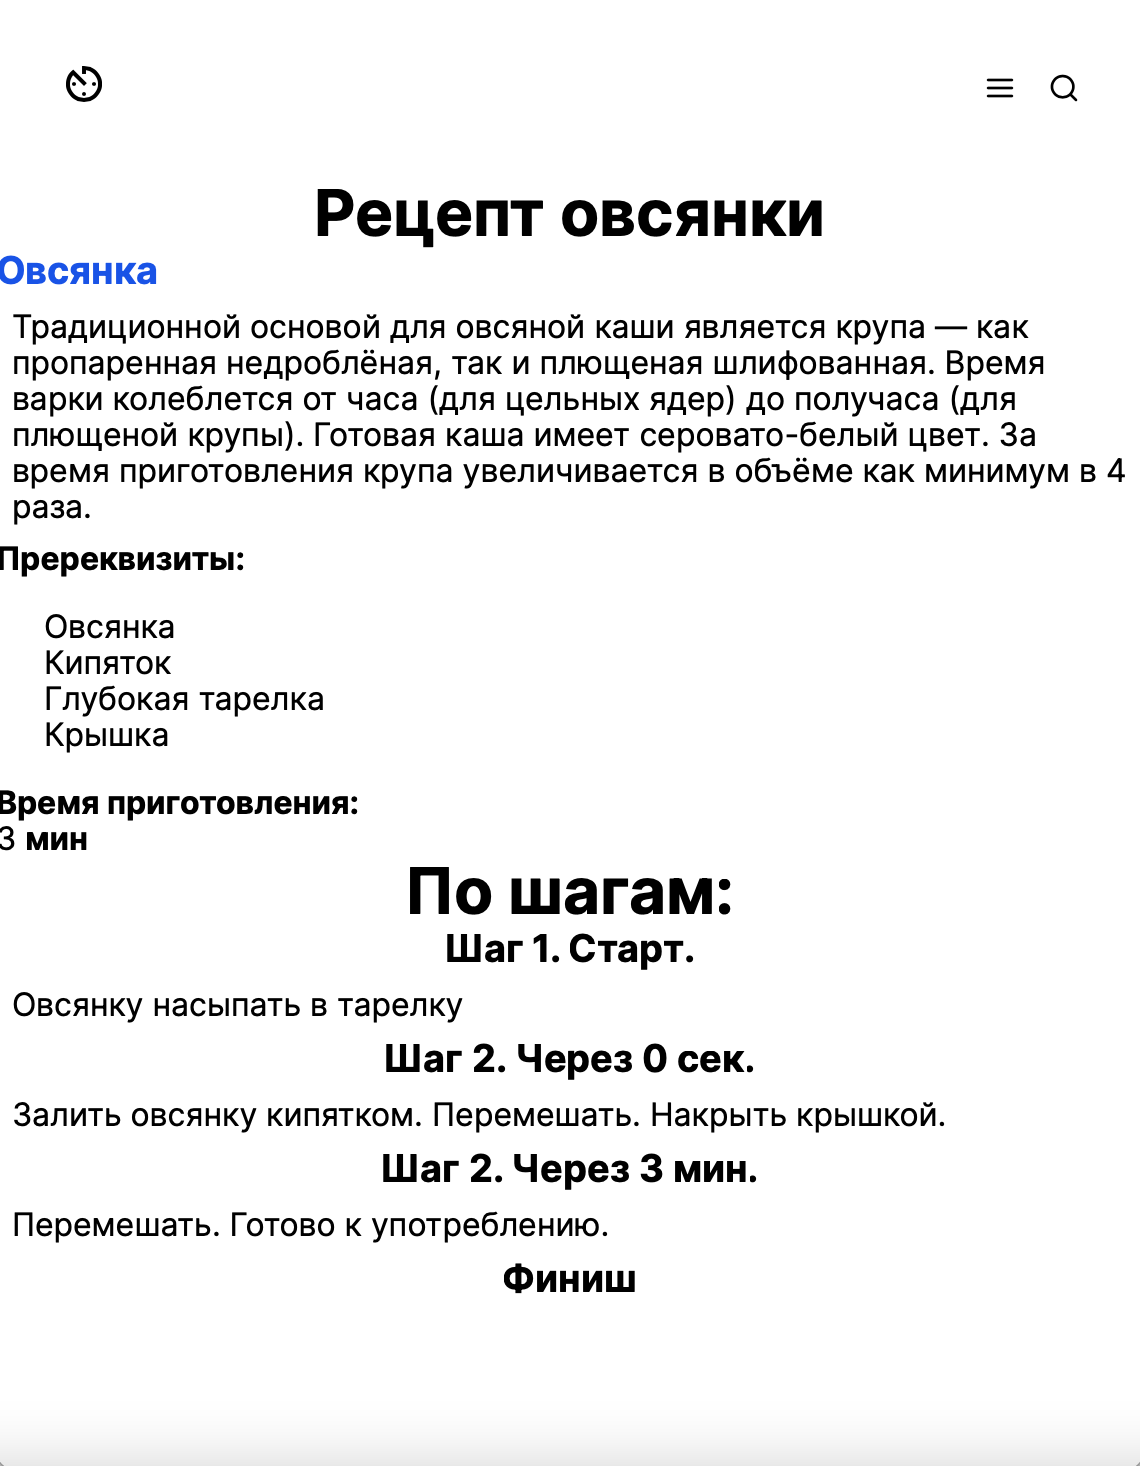 Рецепт овсянки
Овсянка
Традиционной основой для овсяной каши является крупа — как
пропаренная недроблёная, так и плющеная шлифованная. Время
варки колеблется от часа (для цельных ядер) до получаса (для
плющеной крупы). Готовая каша имеет серовато-белый цвет. За
время приготовления крупа увеличивается в объёме как минимум в 4
раза.
Пререквизиты:
Овсянка
Кипяток
Глубокая тарелка
Крышка
Время приготовления:
3 мин
По шагам:
Шаг 1. Старт.
Овсянку насыпать в тарелку
Шаг 2. Через 0 сек.
Залить овсянку кипятком. Перемешать. Накрыть крышкой.
Шаг 2. Через 3 мин.
Перемешать. Готово к употреблению.
Финиш